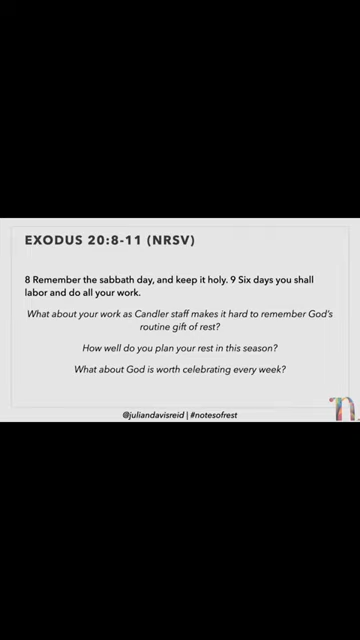 EXODUS 20:8-11 (NRSV)
8 Remember the sabbath day, and keep it holy. 9 Six days you shall
labor and do all your work.
What about your work as Candler staff makes it hard to remember God's
routine gift of rest?
How well do you plan your rest in this season?
What about God is worth celebrating every week?
@juliandavisreid | #notesofrest
n